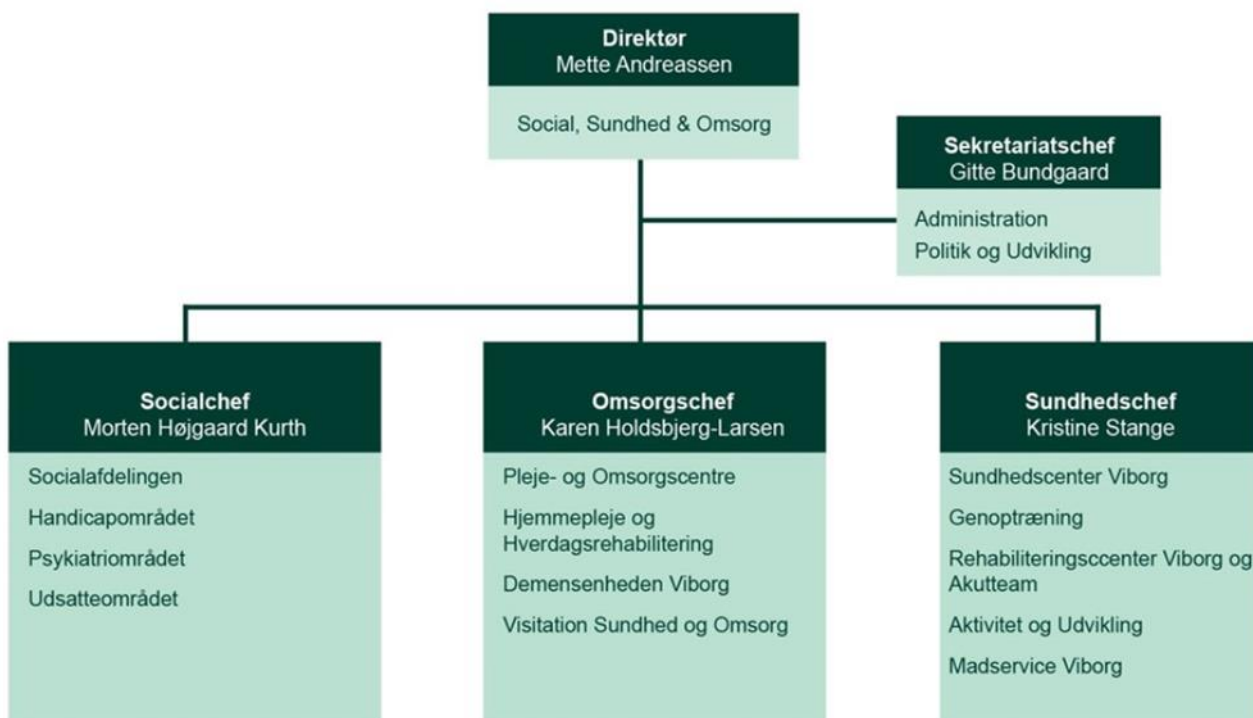 Direktør
Mette Andreassen
Social, Sundhed & Omsorg
Sekretariatschef
Gitte Bundgaard
Administration
Politik og Udvikling
Socialchef
Morten Højgaard Kurth
Socialafdelingen
Handicapområdet
Psykiatriområdet
Udsatteområdet
Omsorgschef
Karen Holdsbjerg-Larsen
Pleje- og Omsorgscentre
Hjemmepleje og
Hverdagsrehabilitering
Demensenheden Viborg
Visitation Sundhed og Omsorg
Sundhedschef
Kristine Stange
Sundhedscenter Viborg
Genoptræning
Rehabiliteringsccenter Viborg og
Akutteam
Aktivitet og Udvikling
Madservice Viborg